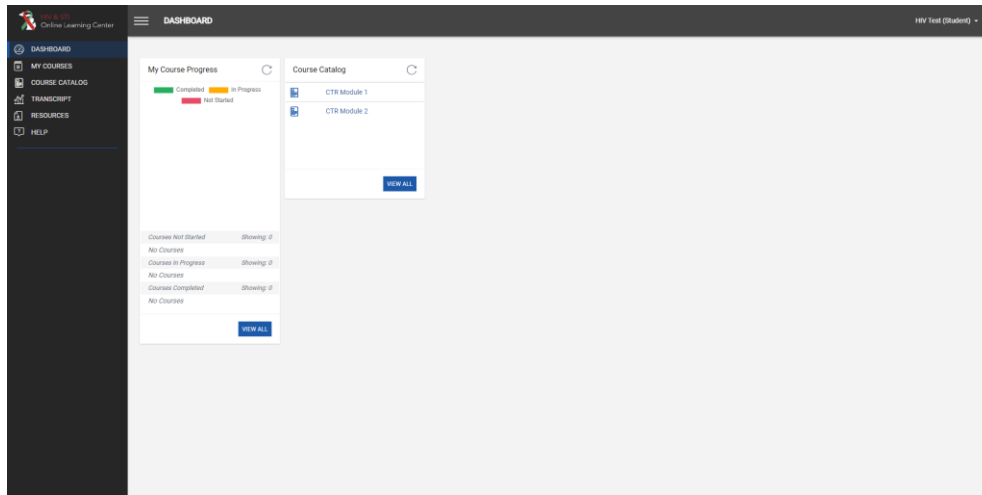 HIV & STD
Online Learning Center
DASHBOARD
HIV Test (Student)
DASHBOARD
MY COURSES
COURSE CATALOG
TRANSCRIPT
RESOURCES
HELP
My Course Progress
Completed In Progress
Not Started
Courses Not Started Showing: 0
No Courses
Courses In Progress Showing: 0
No Courses
Courses Completed Showing: 0
No Courses
VIEW ALL
Course Catalog
CTR Module 1
CTR Module 2
VIEW ALL